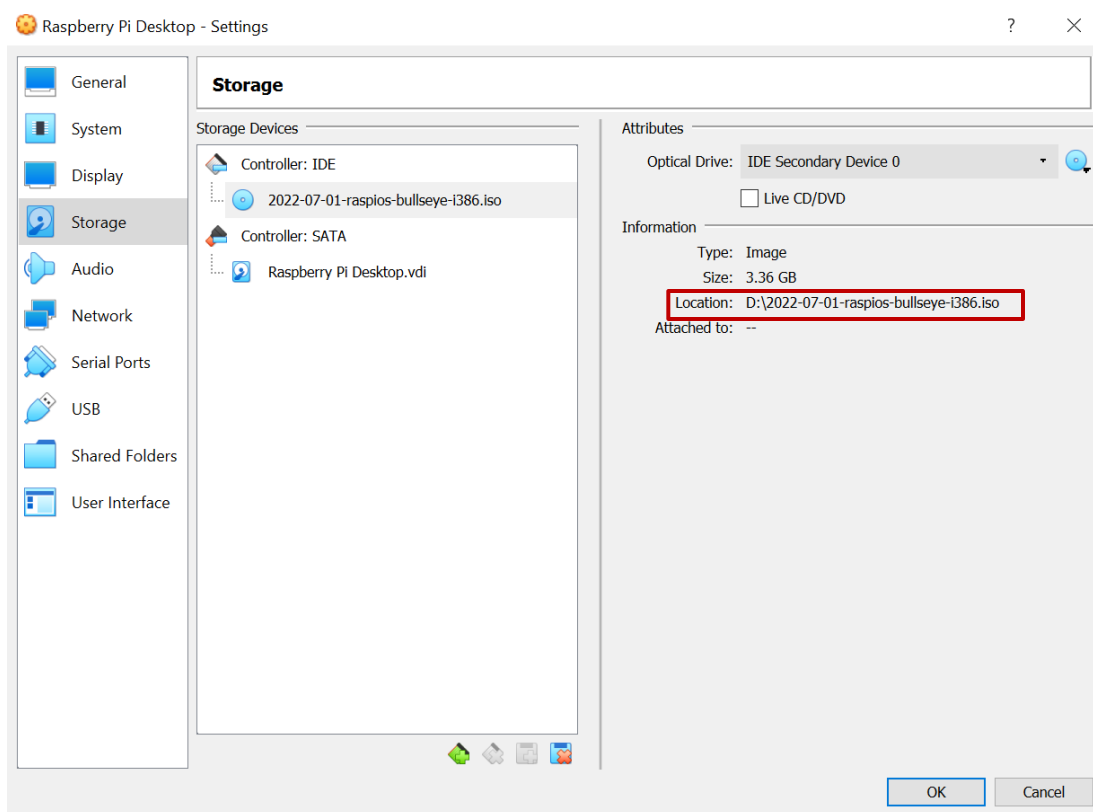 Raspberry Pi Desktop - Settings
?
General
System
Display
Storage
Audio
Network
Serial Ports
USB
Shared Folders
User Interface
Storage
Storage Devices
Controller: IDE
2022-07-01-raspios-bullseye-i386.iso
Controller: SATA
Raspberry Pi Desktop.vdi
Attributes
Optical Drive: IDE Secondary Device 0
Live CD/DVD
Information
Type: Image
Size: 3.36 GB
Location: D:\2022-07-01-raspios-bullseye-i386.iso
Attached to: --
OK
Cancel